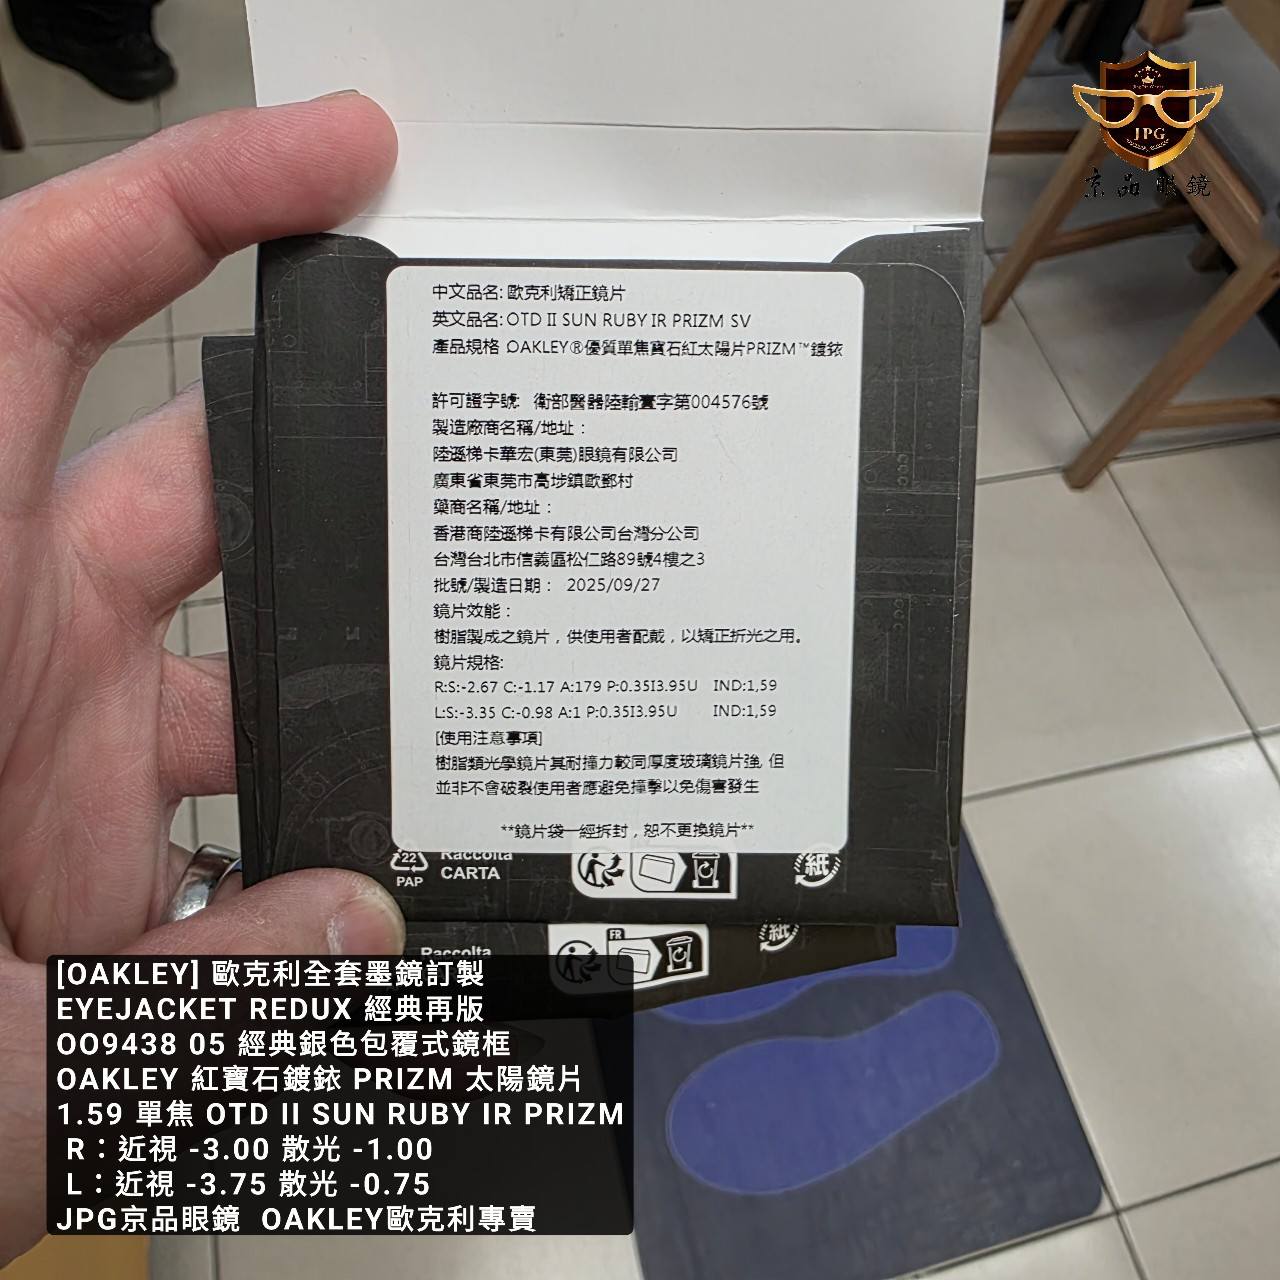 JPG
京品眼鏡
中文品名: 歐克利矯正鏡片
英文品名: OTD II SUN RUBY IR PRIZM SV
產品規格 OAKLEY®優質單焦寶石紅太陽片PRIZM™鍍銥
許可證字號: 衛部醫器陸輸壹字第004576號
製造廠商名稱/地址：
陸遜梯卡華宏(東莞)眼鏡有限公司
廣東省東莞市高埗鎮歐鄧村
藥商名稱/地址：
香港商陸遜梯卡有限公司台灣分公司
台灣台北市信義區松仁路89號4樓之3
批號/製造日期： 2025/09/27
鏡片效能：
樹脂製成之鏡片，供使用者配戴，以矯正折光之用。
鏡片規格:
R:S:-2.67 C:-1.17 A:179 P:0.35I3.95U IND:1,59
L:S:-3.35 C:-0.98 A:1 P:0.35I3.95U IND:1,59
[使用注意事項]
樹脂類光學鏡片其耐撞力較同厚度玻璃鏡片強, 但
並非不會破裂使用者應避免撞擊以免傷害發生
**鏡片袋一經拆封，恕不更換鏡片**
22
PAP
Raccolta
CARTA
紙
Raccolta
FR
紙
[OAKLEY] 歐克利全套墨鏡訂製
EYEJACKET REDUX 經典再版
OO9438 05 經典銀色包覆式鏡框
OAKLEY 紅寶石鍍銥 PRIZM 太陽鏡片
1.59 單焦 OTD II SUN RUBY IR PRIZM
R：近視 -3.00 散光 -1.00
L：近視 -3.75 散光 -0.75
JPG京品眼鏡 OAKLEY歐克利專賣